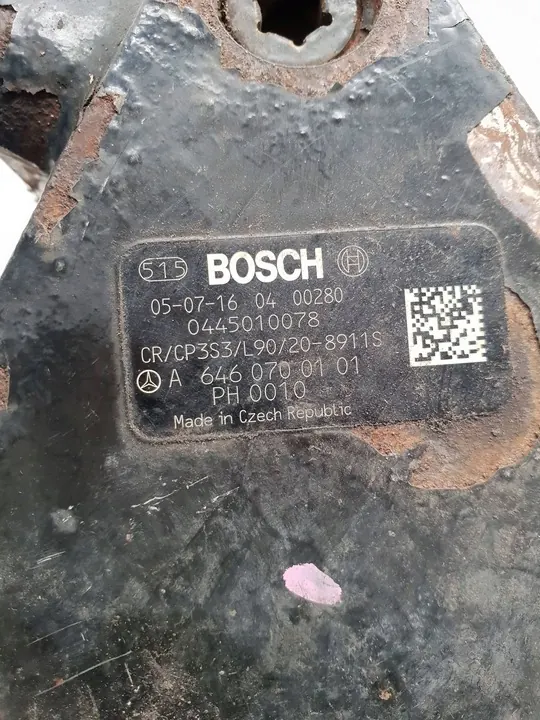 515 BOSCH
05-07-16 04 00280
0445010078
CR/CP3S3/L90/20-8911S
A 646 070 01 01
PH 0010
Made in Czech Republic